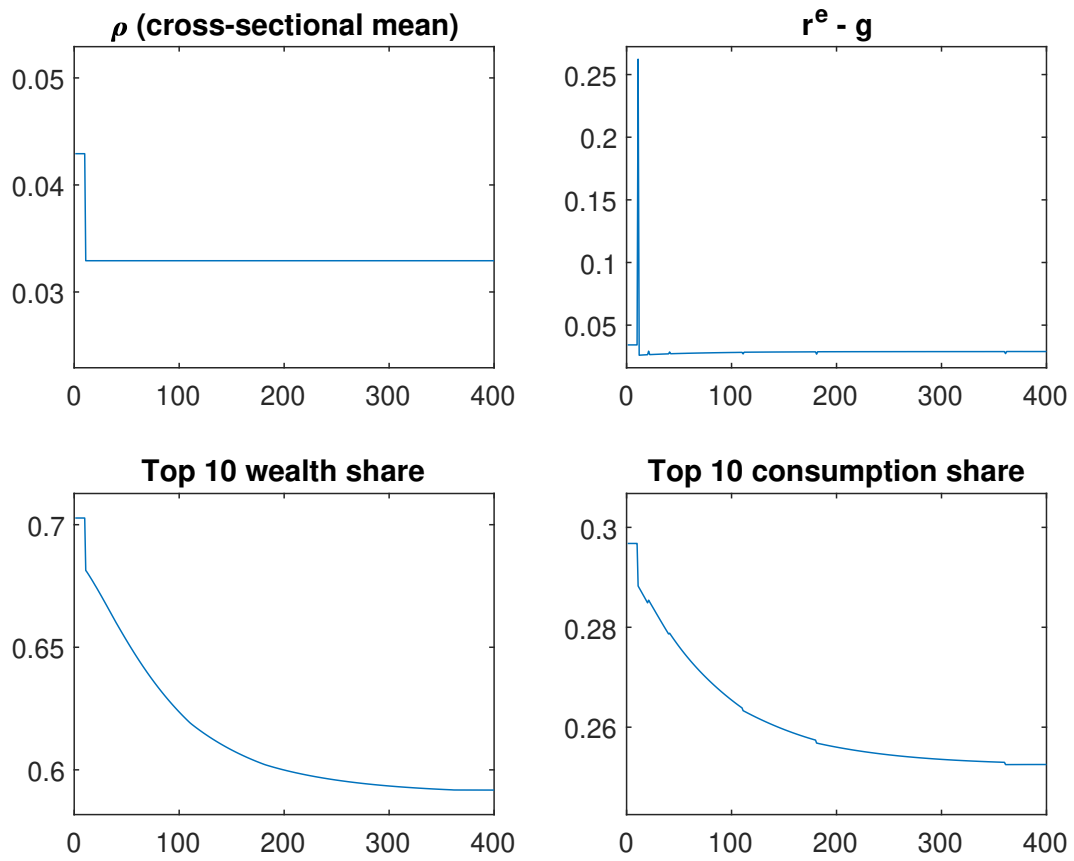 ρ (cross-sectional mean)
0.05
0.04
0.03
0 100 200 300 400
r^e - g
0.25
0.2
0.15
0.1
0.05
0 100 200 300 400
Top 10 wealth share
0.7
0.65
0.6
0 100 200 300 400
Top 10 consumption share
0.3
0.28
0.26
0 100 200 300 400